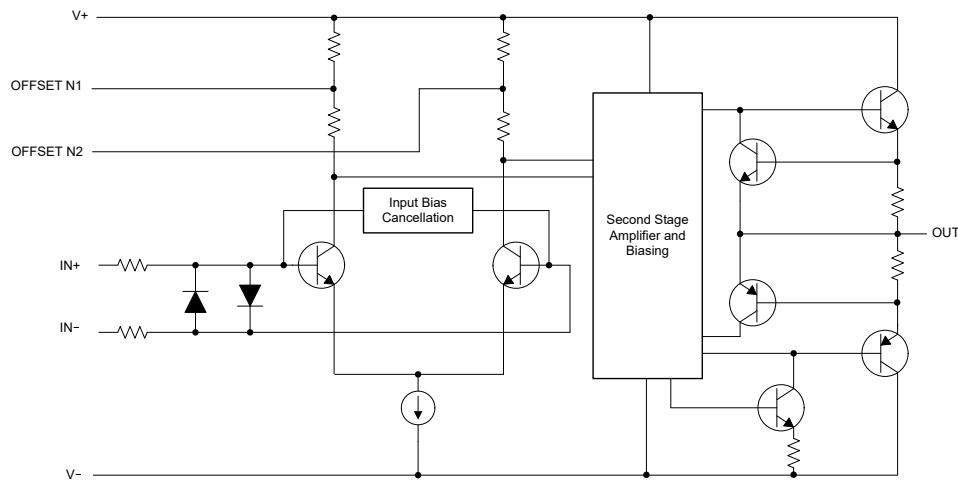 V+
OFFSET N1
OFFSET N2
Input Bias
Cancellation
Second Stage
Amplifier and
Biasing
OUT
IN+
IN−
V−